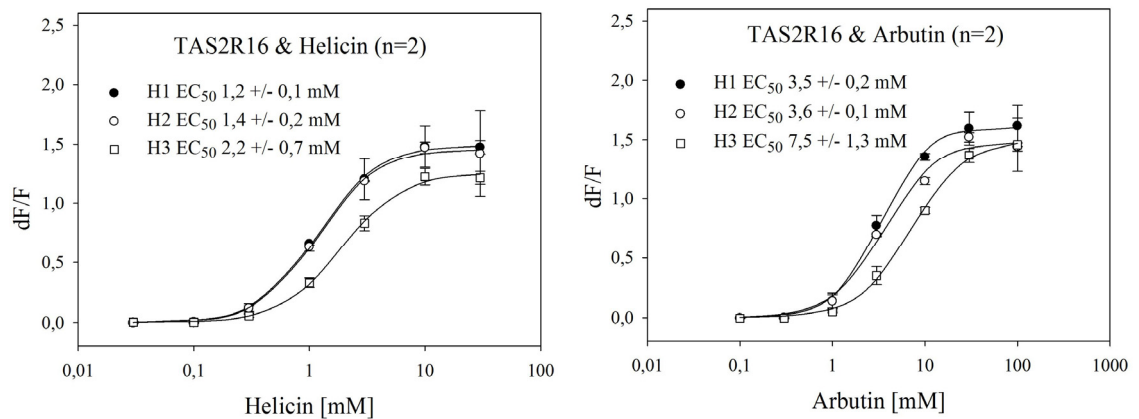 TAS2R16 & Helicin (n=2)
H1 EC50 1,2 +/- 0,1 mM
H2 EC50 1,4 +/- 0,2 mM
H3 EC50 2,2 +/- 0,7 mM
dF/F
2,5
2,0
1,5
1,0
0,5
0,0
0,01 0,1 1 10 100
Helicin [mM]
TAS2R16 & Arbutin (n=2)
H1 EC50 3,5 +/- 0,2 mM
H2 EC50 3,6 +/- 0,1 mM
H3 EC50 7,5 +/- 1,3 mM
dF/F
2,5
2,0
1,5
1,0
0,5
0,0
0,01 0,1 1 10 100 1000
Arbutin [mM]